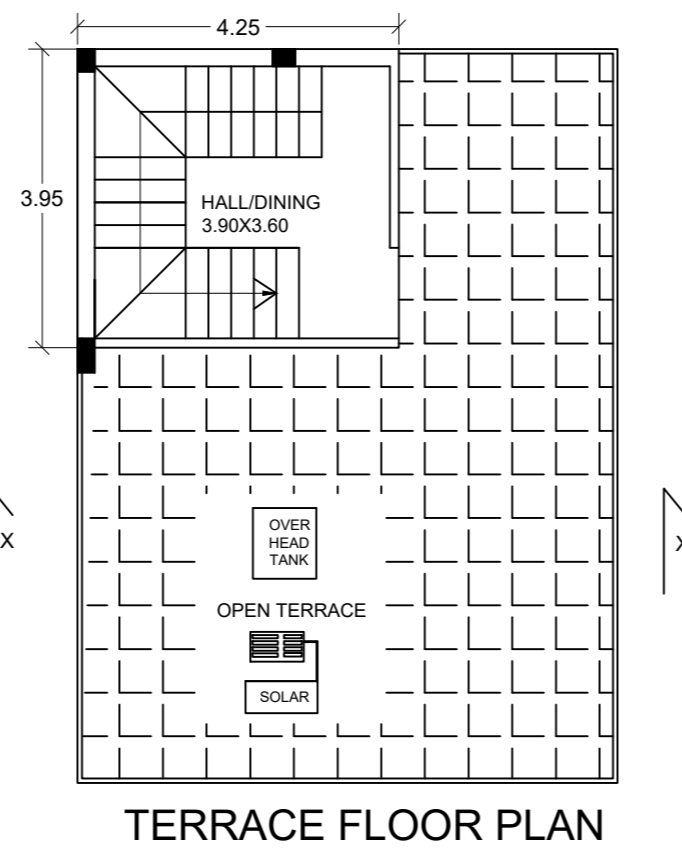 4.25
3.95
HALL/DINING
3.90X3.60
X
X
OVER
HEAD
TANK
OPEN TERRACE
SOLAR
TERRACE FLOOR PLAN